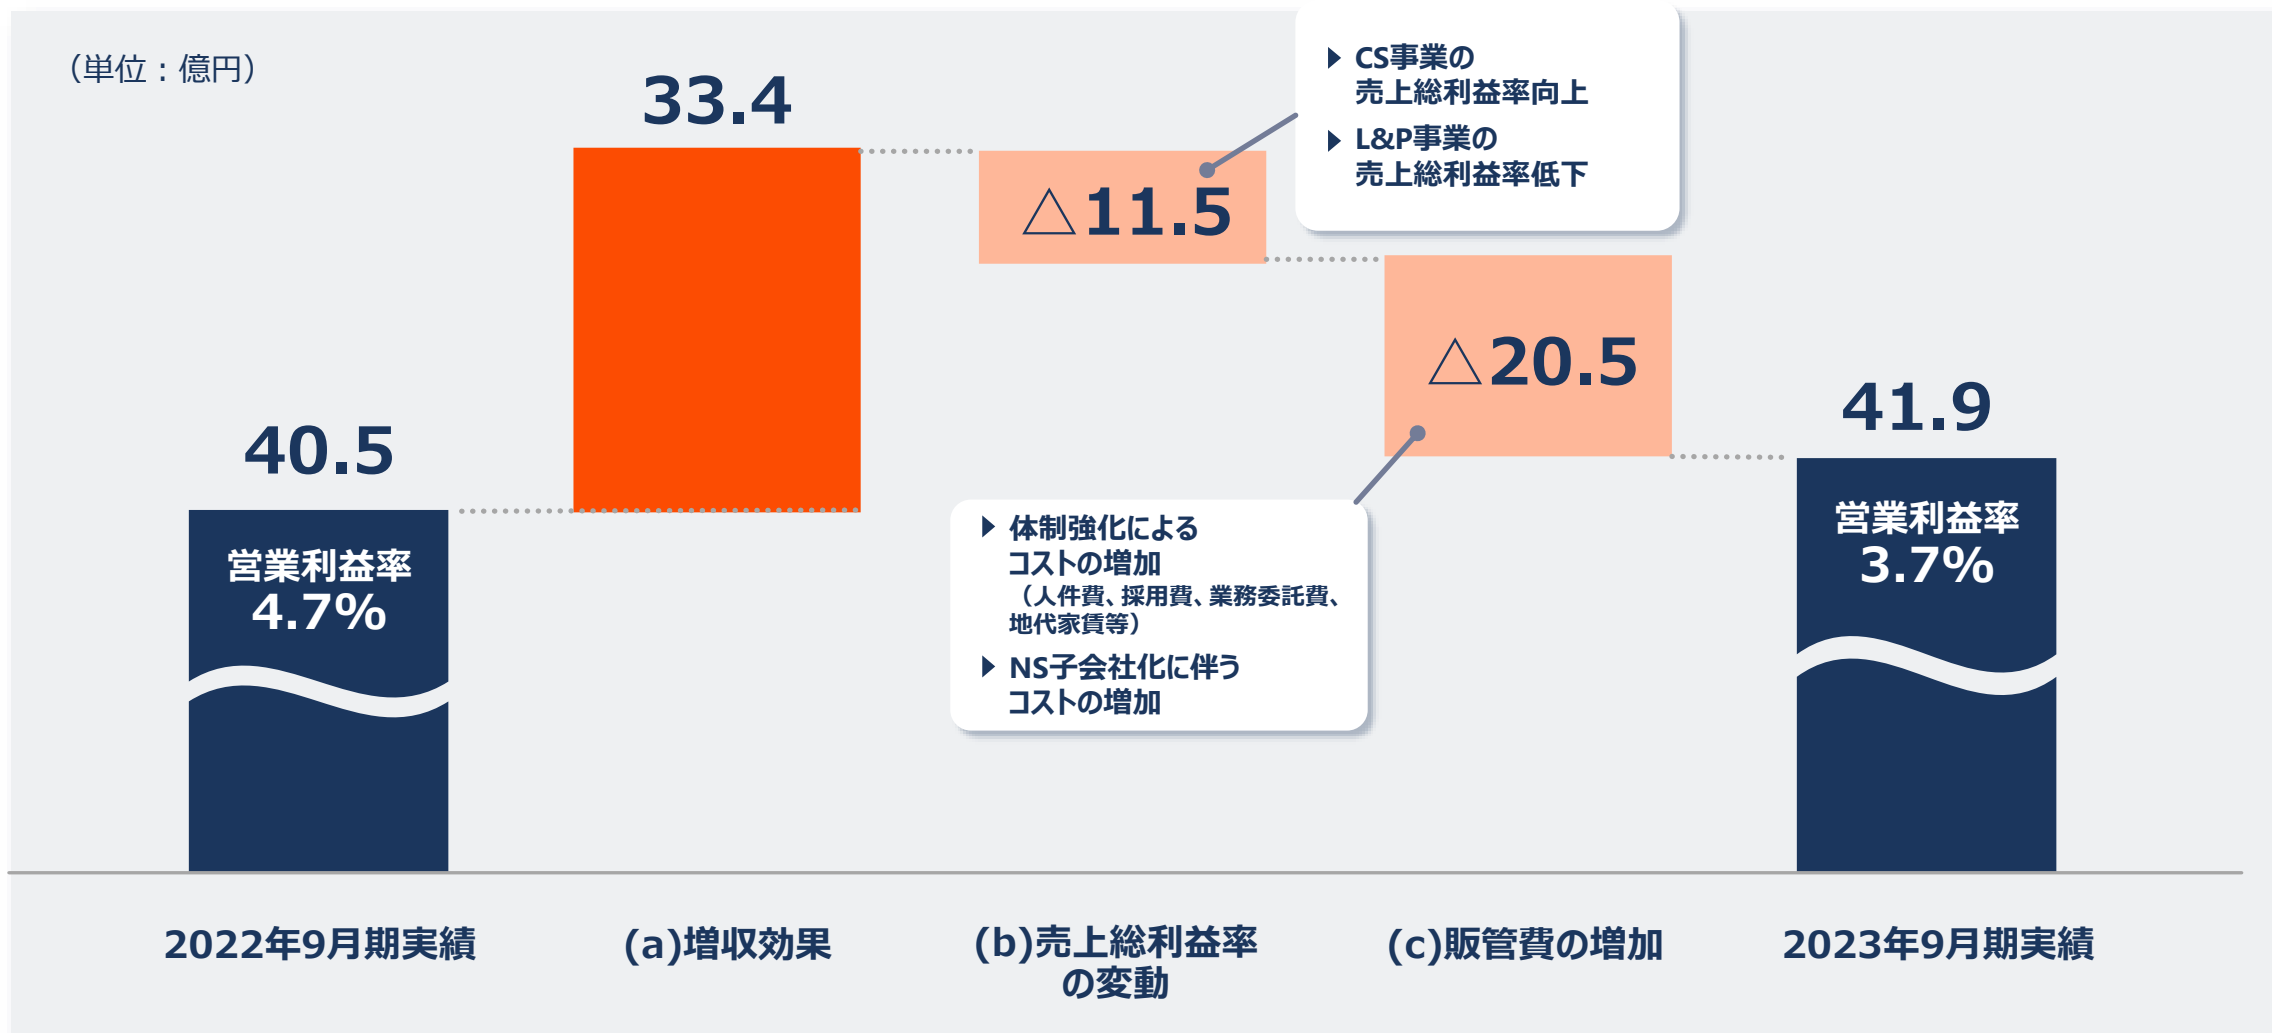 （単位：億円）
33.4
△11.5
▶ CS事業の
売上総利益率向上
▶ L&P事業の
売上総利益率低下
△20.5
40.5
41.9
営業利益率
4.7%
営業利益率
3.7%
▶ 体制強化による
コストの増加
（人件費、採用費、業務委託費、
地代家賃等）
▶ NS子会社化に伴う
コストの増加
2022年9月期実績
(a)増収効果
(b)売上総利益率
の変動
(c)販管費の増加
2023年9月期実績